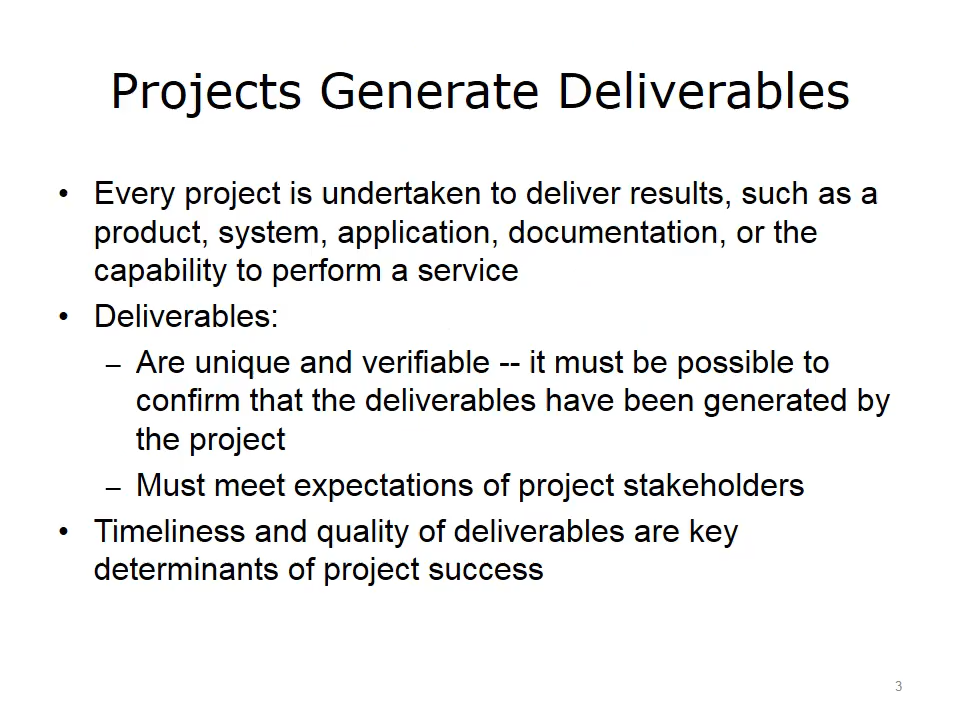 Projects Generate Deliverables
• Every project is undertaken to deliver results, such as a
product, system, application, documentation, or the
capability to perform a service
• Deliverables:
– Are unique and verifiable -- it must be possible to
confirm that the deliverables have been generated by
the project
– Must meet expectations of project stakeholders
• Timeliness and quality of deliverables are key
determinants of project success
3